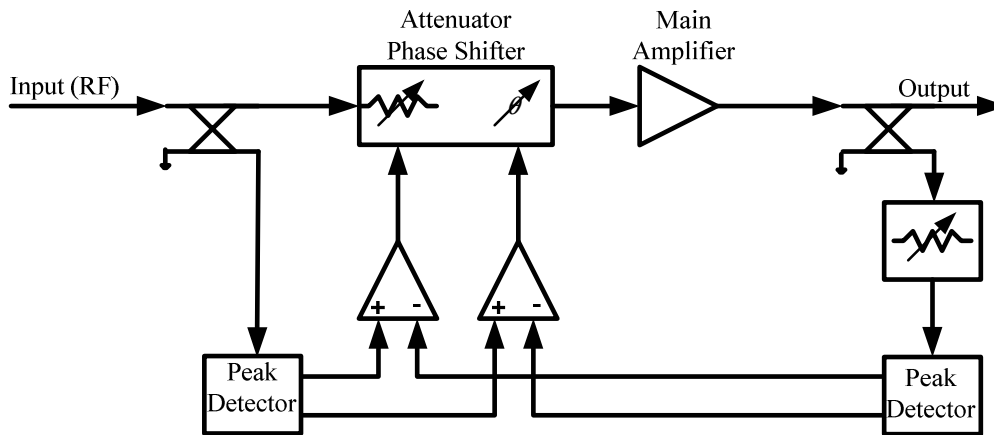 Attenuator
Phase Shifter
Main
Amplifier
Input (RF)
Output
θ
+ -
+ -
Peak
Detector
Peak
Detector